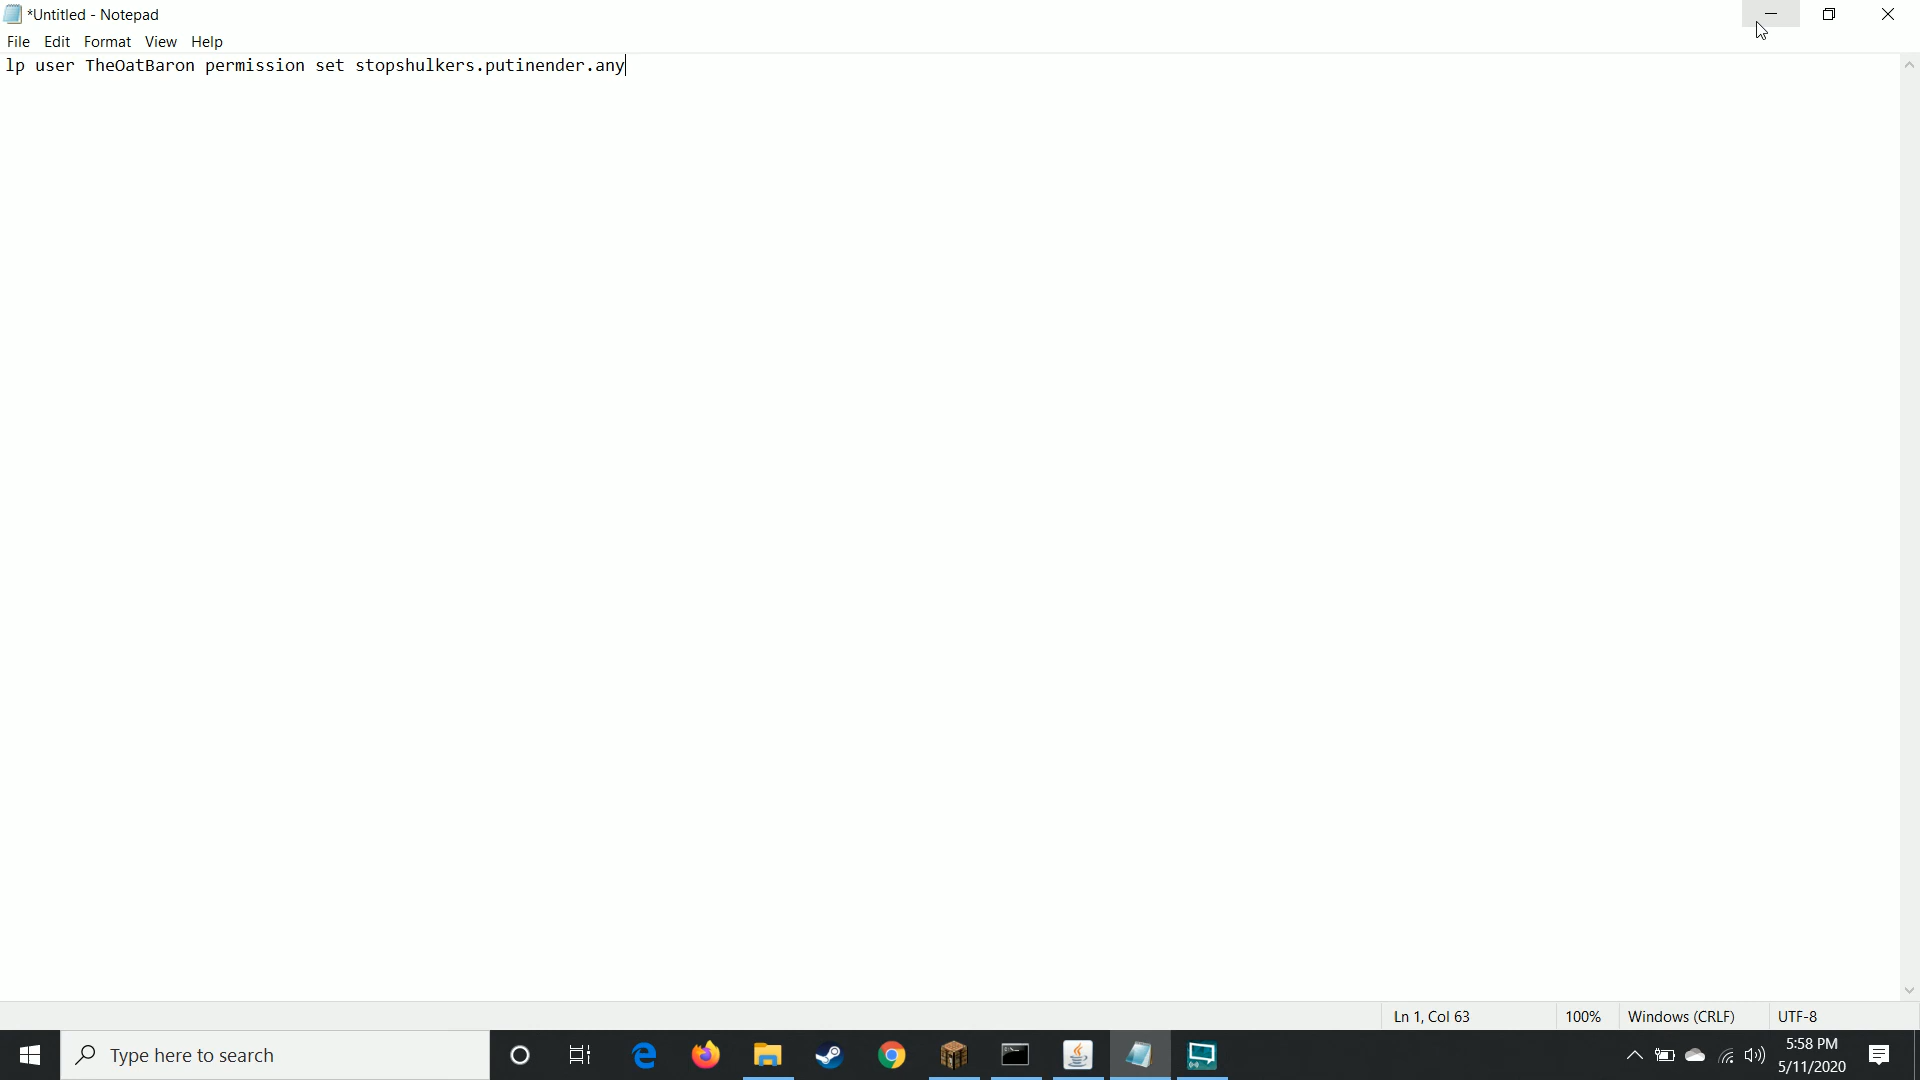 *Untitled - Notepad
File Edit Format View Help
lp user TheOatBaron permission set stopshulkers.putinender.any
Ln 1, Col 63 100% Windows (CRLF) UTF-8
Type here to search
5:58 PM
5/11/2020